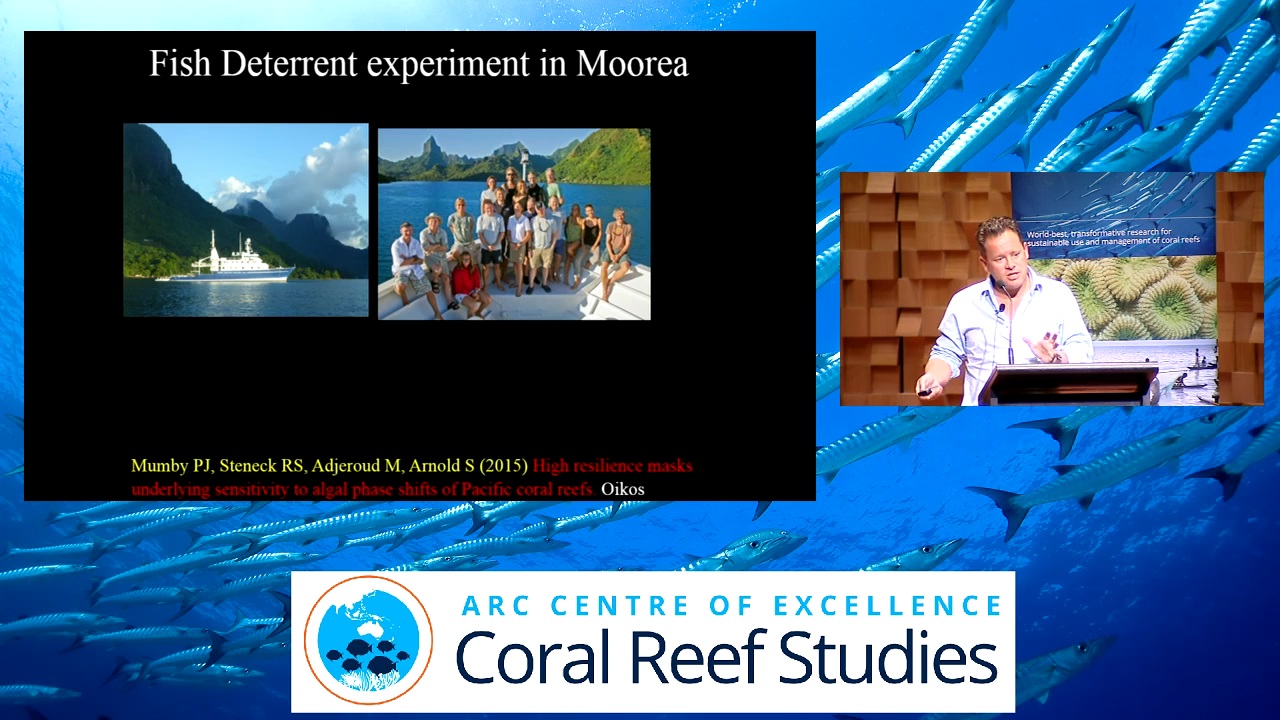 Fish Deterrent experiment in Moorea
Mumby PJ, Steneck RS, Adjeroud M, Arnold S (2015) High resilience masks
underlying sensitivity to algal phase shifts of Pacific coral reefs. Oikos
World-best, transformative research for
sustainable use and management of coral reefs
ARC CENTRE OF EXCELLENCE
Coral Reef Studies